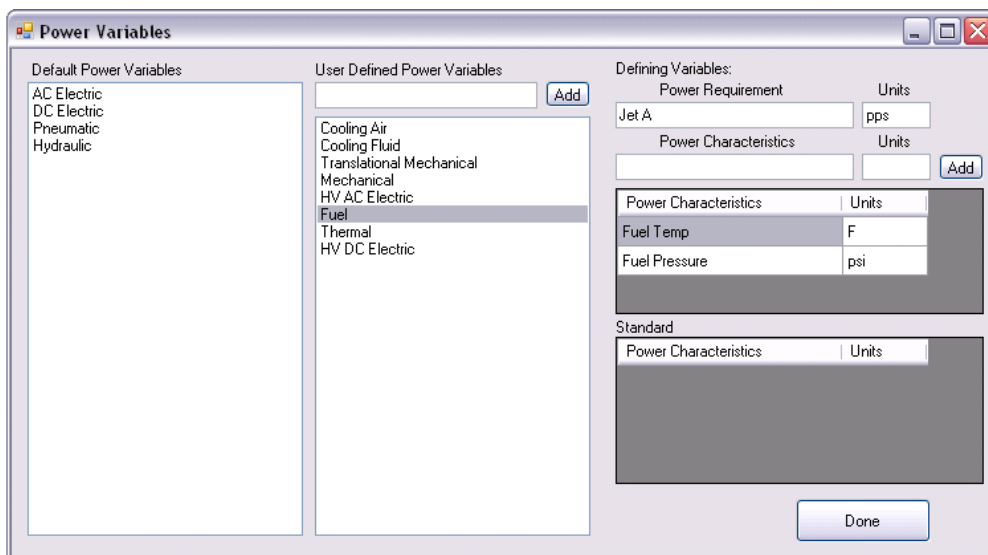 Power Variables
Default Power Variables
AC Electric
DC Electric
Pneumatic
Hydraulic
User Defined Power Variables
Add
Cooling Air
Cooling Fluid
Translational Mechanical
Mechanical
HV AC Electric
Fuel
Thermal
HV DC Electric
Defining Variables:
Power Requirement Units
Jet A pps
Power Characteristics Units
Add
Power Characteristics Units
Fuel Temp F
Fuel Pressure psi
Standard
Power Characteristics Units
Done